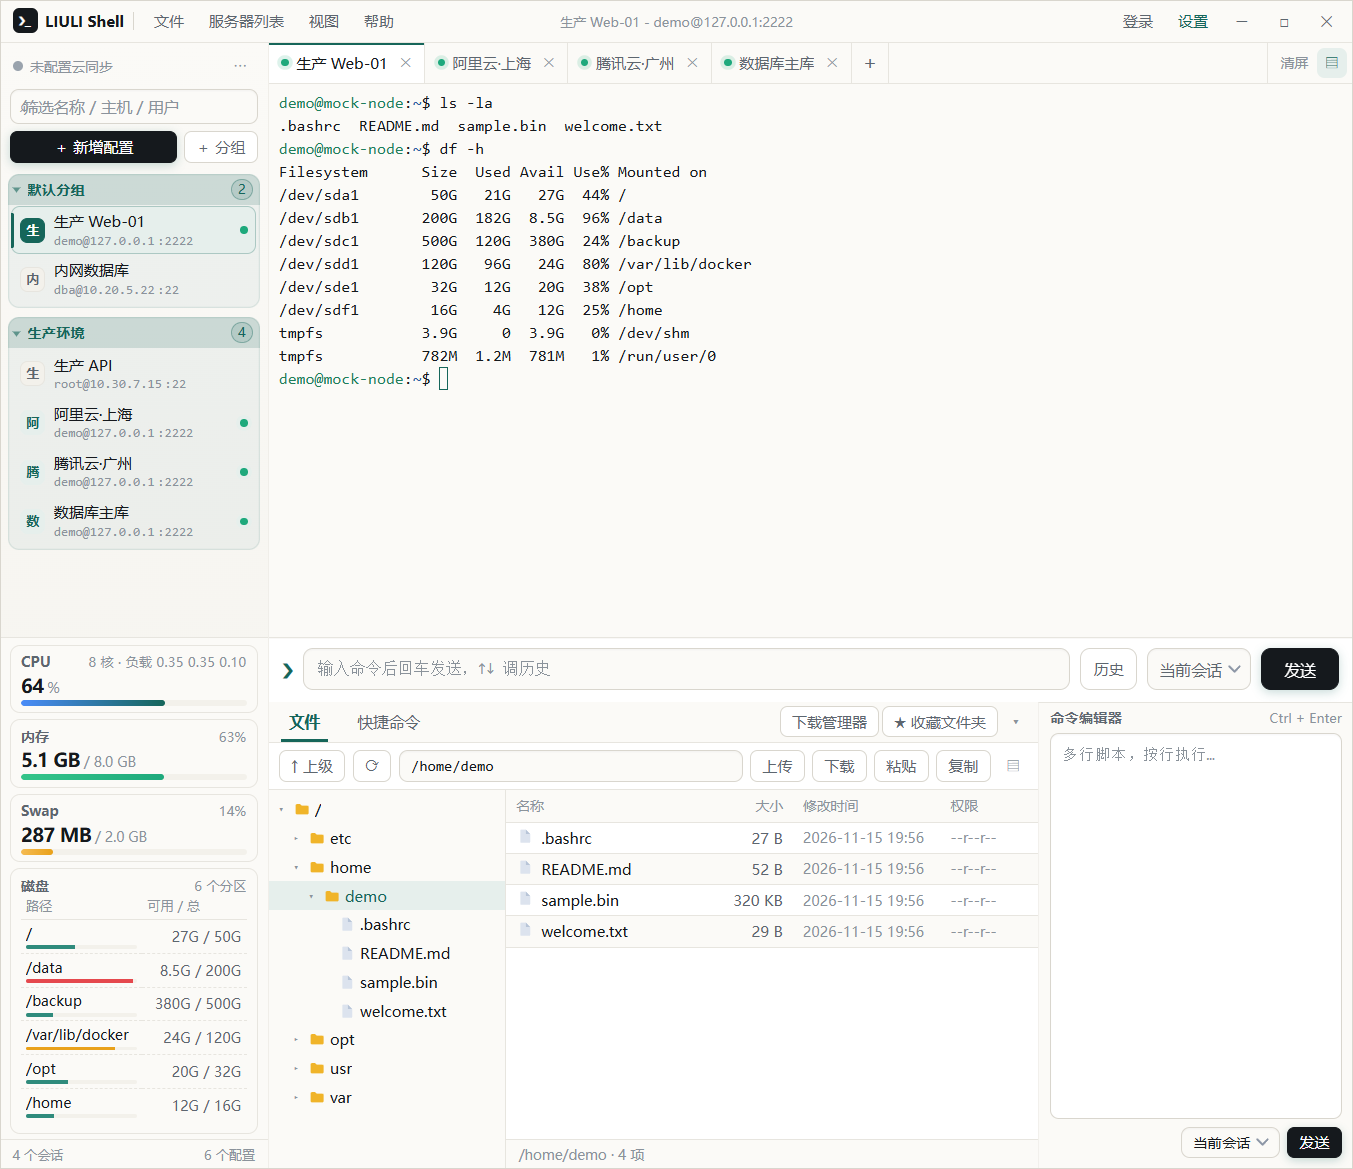 LIULI Shell 文件 服务器列表 视图 帮助 生产 Web-01 - demo@127.0.0.1:2222 登录 设置
未配置云同步 ···
筛选名称 / 主机 / 用户
+ 新增配置 + 分组
默认分组 2
生 生产 Web-01
demo@127.0.0.1:2222
内 内网数据库
dba@10.20.5.22:22
生产环境 4
生 生产 API
root@10.30.7.15:22
阿 阿里云·上海
demo@127.0.0.1:2222
腾 腾讯云·广州
demo@127.0.0.1:2222
数 数据库主库
demo@127.0.0.1:2222
CPU 8 核 · 负载 0.35 0.35 0.10
64 %
内存 63%
5.1 GB / 8.0 GB
Swap 14%
287 MB / 2.0 GB
磁盘 6 个分区
路径 可用 / 总
/ 27G / 50G
/data 8.5G / 200G
/backup 380G / 500G
/var/lib/docker 24G / 120G
/opt 20G / 32G
/home 12G / 16G
4 个会话 6 个配置
生产 Web-01 × 阿里云·上海 × 腾讯云·广州 × 数据库主库 × + 清屏
demo@mock-node:~$ ls -la
.bashrc README.md sample.bin welcome.txt
demo@mock-node:~$ df -h
Filesystem Size Used Avail Use% Mounted on
/dev/sda1 50G 21G 27G 44% /
/dev/sdb1 200G 182G 8.5G 96% /data
/dev/sdc1 500G 120G 380G 24% /backup
/dev/sdd1 120G 96G 24G 80% /var/lib/docker
/dev/sde1 32G 12G 20G 38% /opt
/dev/sdf1 16G 4G 12G 25% /home
tmpfs 3.9G 0 3.9G 0% /dev/shm
tmpfs 782M 1.2M 781M 1% /run/user/0
demo@mock-node:~$
❯ 输入命令后回车发送，↑↓ 调历史 历史 当前会话 发送
文件 快捷命令 下载管理器 ★ 收藏文件夹
↑ 上级 ⟳ /home/demo 上传 下载 粘贴 复制
/
etc
home
demo
.bashrc
README.md
sample.bin
welcome.txt
opt
usr
var
名称 大小 修改时间 权限
.bashrc 27 B 2026-11-15 19:56 --r--r--
README.md 52 B 2026-11-15 19:56 --r--r--
sample.bin 320 KB 2026-11-15 19:56 --r--r--
welcome.txt 29 B 2026-11-15 19:56 --r--r--
/home/demo · 4 项
命令编辑器 Ctrl + Enter
多行脚本，按行执行…
当前会话 发送